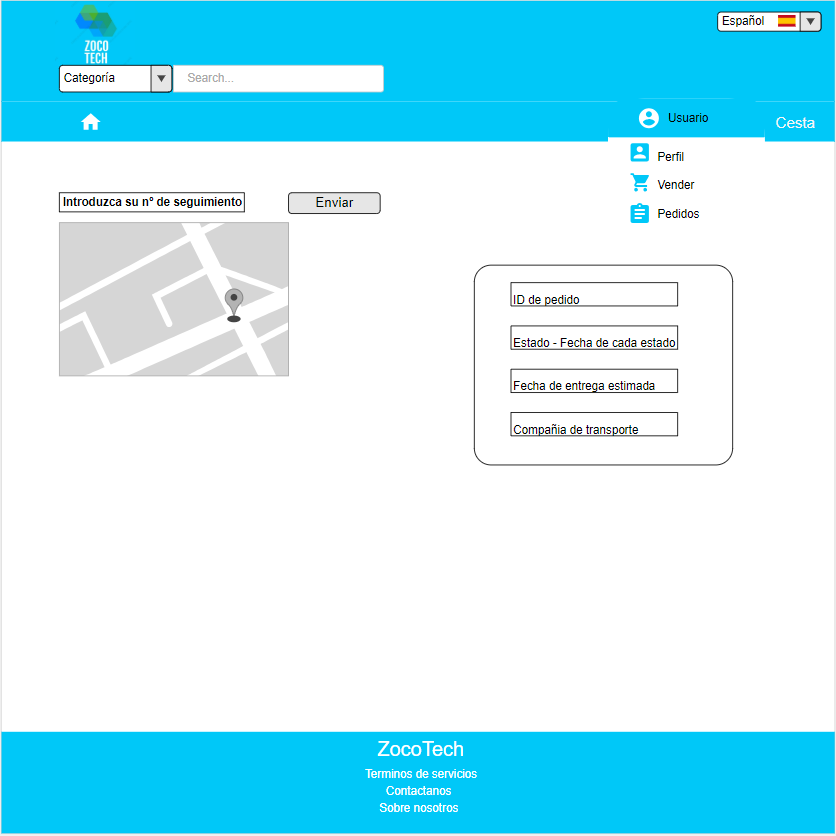 ZOCO
TECH
Español
Categoría
Search...
Usuario
Cesta
Perfil
Vender
Pedidos
Introduzca su nº de seguimiento
Enviar
ID de pedido
Estado - Fecha de cada estado
Fecha de entrega estimada
Compañia de transporte
ZocoTech
Terminos de servicios
Contactanos
Sobre nosotros